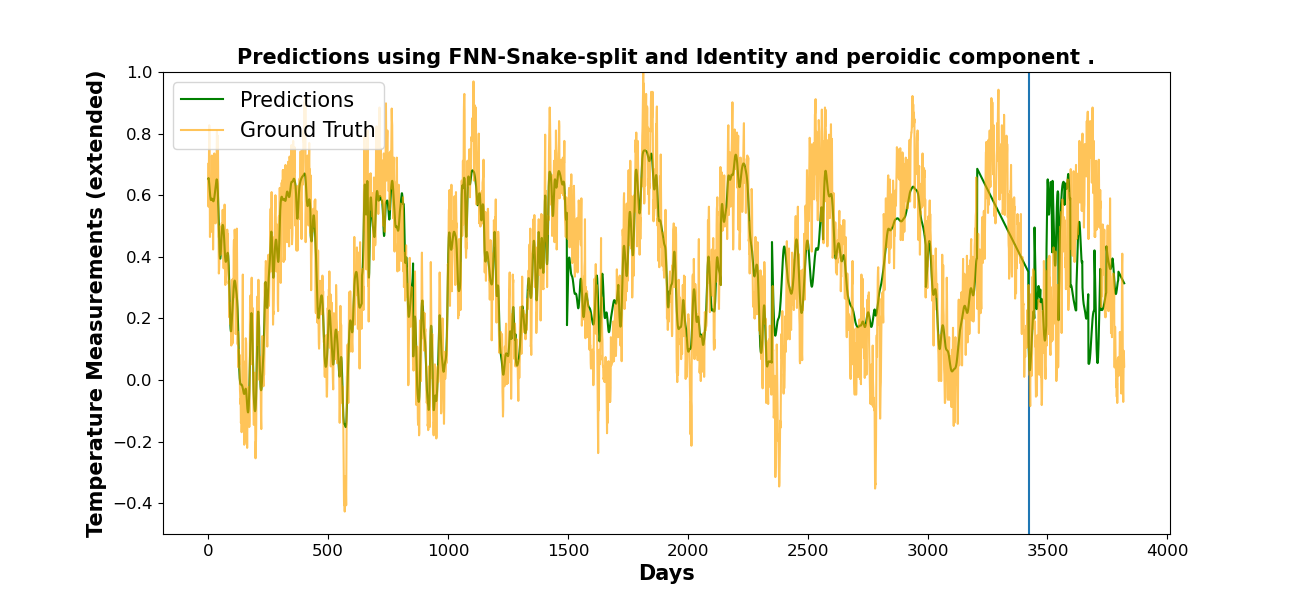 Predictions using FNN-Snake-split and Identity and peroidic component .
Temperature Measurements (extended)
1.0
0.8
0.6
0.4
0.2
0.0
−0.2
−0.4
Predictions
Ground Truth
0 500 1000 1500 2000 2500 3000 3500 4000
Days